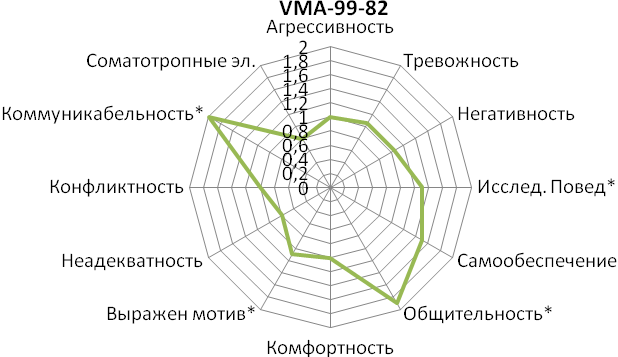 VMA-99-82
Агрессивность
Соматотропные эл.
Тревожность
Коммуникабельность*
Негативность
Конфликтность
Исслед. Повед*
Неадекватность
Самообеспечение
Выражен мотив*
Общительность*
Комфортность
2
1,8
1,6
1,4
1,2
1
0,8
0,6
0,4
0,2
0